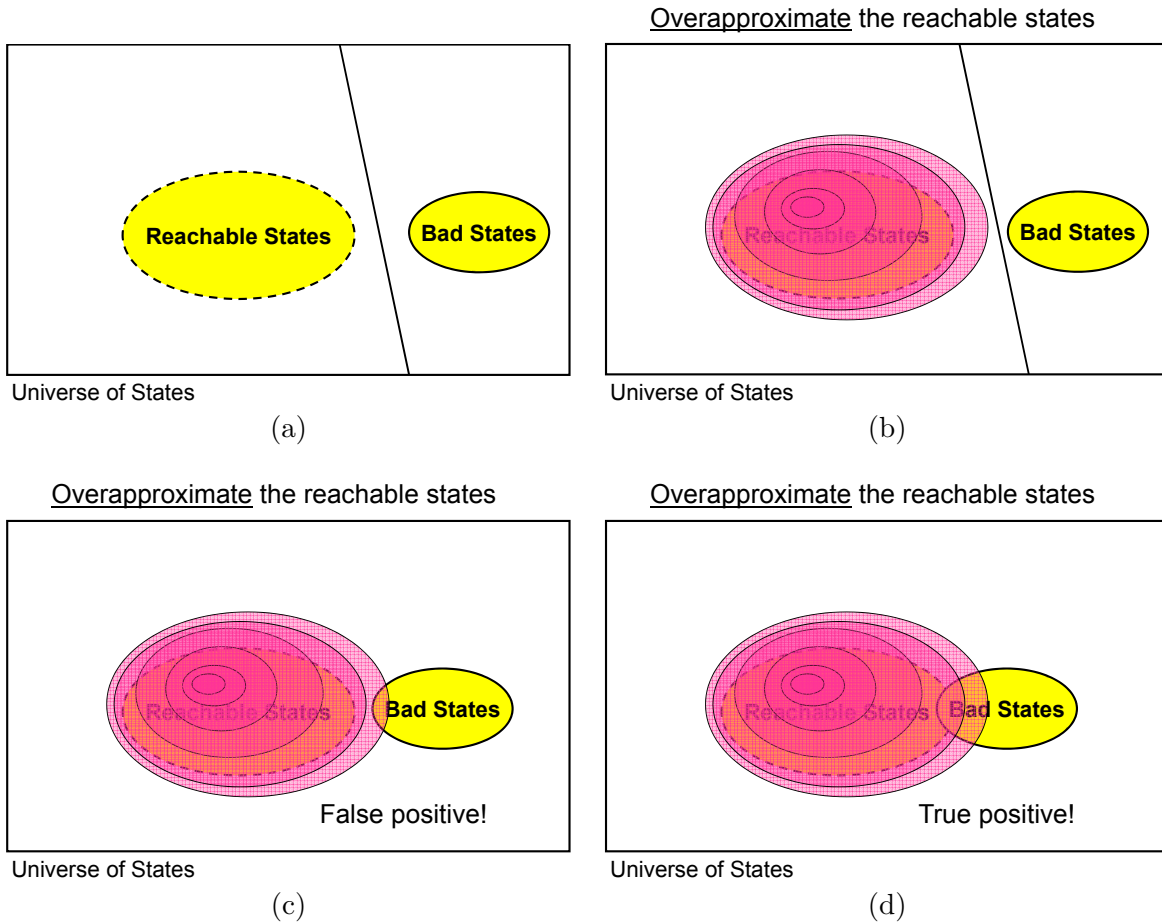 Overapproximate the reachable states
Reachable States
Bad States
Reachable States
Bad States
Universe of States
Universe of States
(a)
(b)
Overapproximate the reachable states
Overapproximate the reachable states
Reachable States
Bad States
Reachable States
Bad States
False positive!
True positive!
Universe of States
Universe of States
(c)
(d)